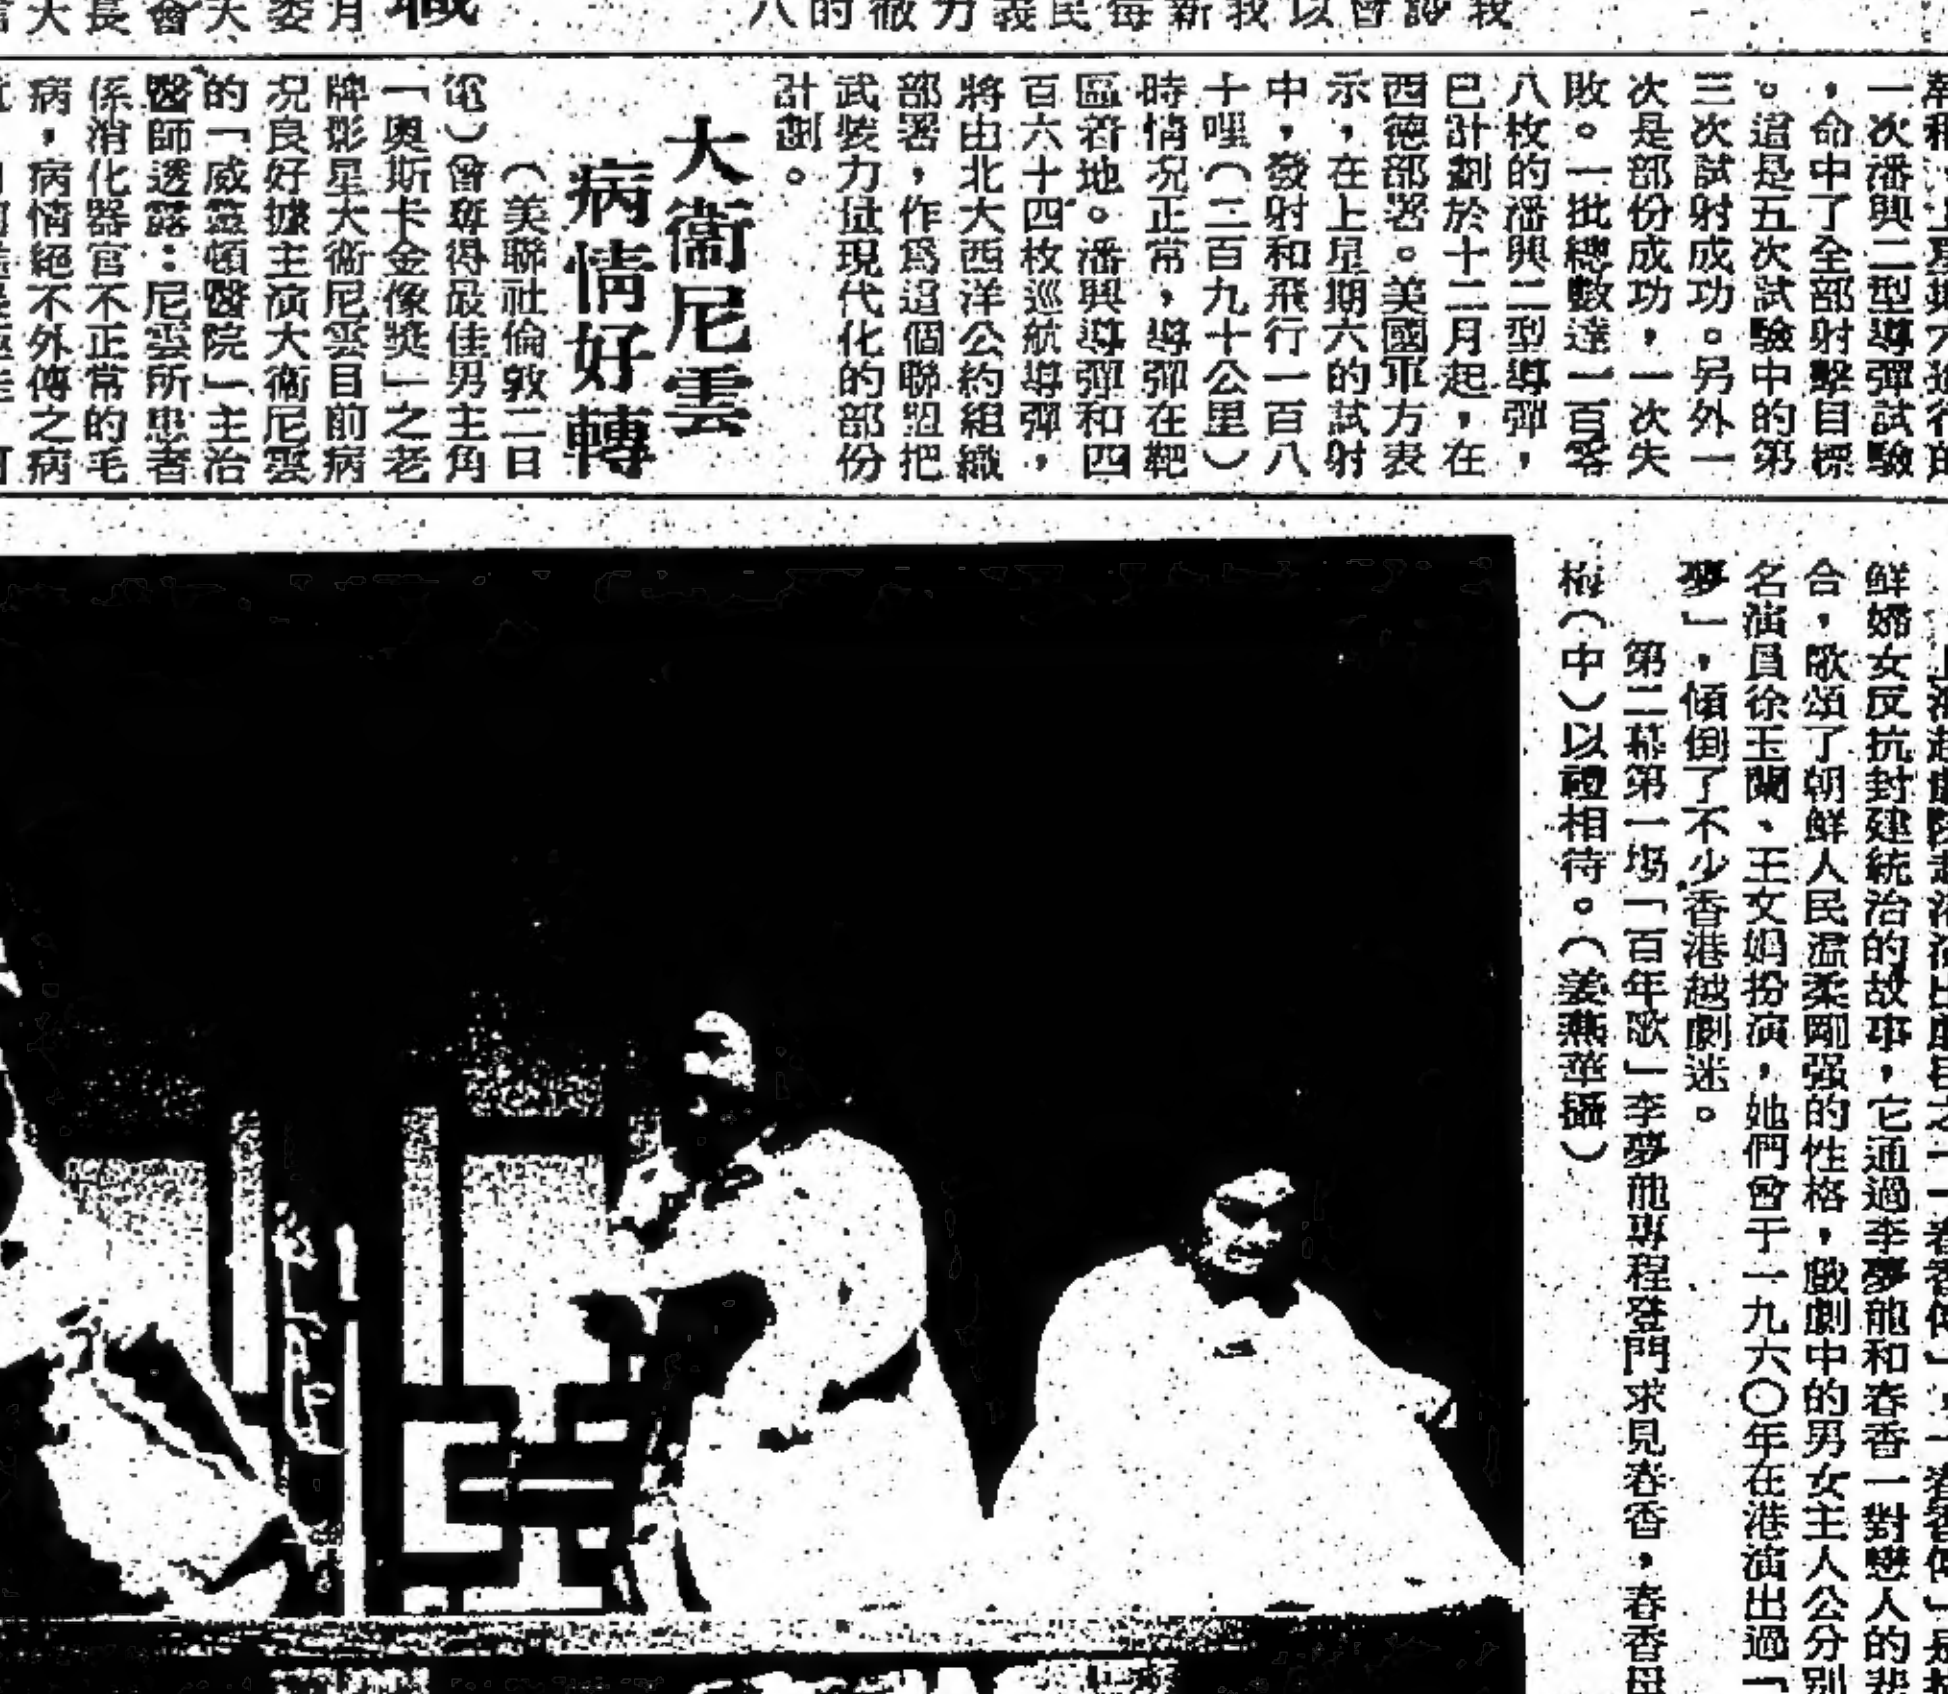 一次潘興二型導彈試驗
，命中了全部射擊目標
。這是五次試驗中的第
三次試射成功。另外一
次是部份成功，一次失
敗。一批總數達一百零
八枚的潘興二型導彈，
已計劃於十二月起，在
西德部署。美國軍方表
示，在上星期六的試射
中，發射和飛行一百八
十哩（二百九十公里）
時情況正常，導彈在靶
區着地。潘興導彈和四
百六十四枚巡航導彈，
將由北大西洋公約組織
部署，作爲這個聯盟把
武裝力量現代化的部份
計劃。
大衞尼雲
病情好轉
（美聯社倫敦二日
電）曾奪得最佳男主角
「奧斯卡金像獎」之老
牌影星大衞尼雲目前病
況良好據主演大衞尼雲
的「威靈頓醫院」主治
醫師透露：尼雲所患者
係消化器官不正常的毛
病，病情絕不外傳之病
鮮婦女反抗封建統治的故事，它通過李夢龍和春香一對戀人的悲
合，歌頌了朝鮮人民溫柔剛强的性格，戲劇中的男女主人公分別
名演員徐玉蘭、王女娟扮演，她們曾于一九六〇年在港演出過「
夢」，傾倒了不少香港越劇迷。
第二幕第一場「百年歌」李夢龍專程登門求見春香，春香母
（中）以禮相待。（姜燕華攝）